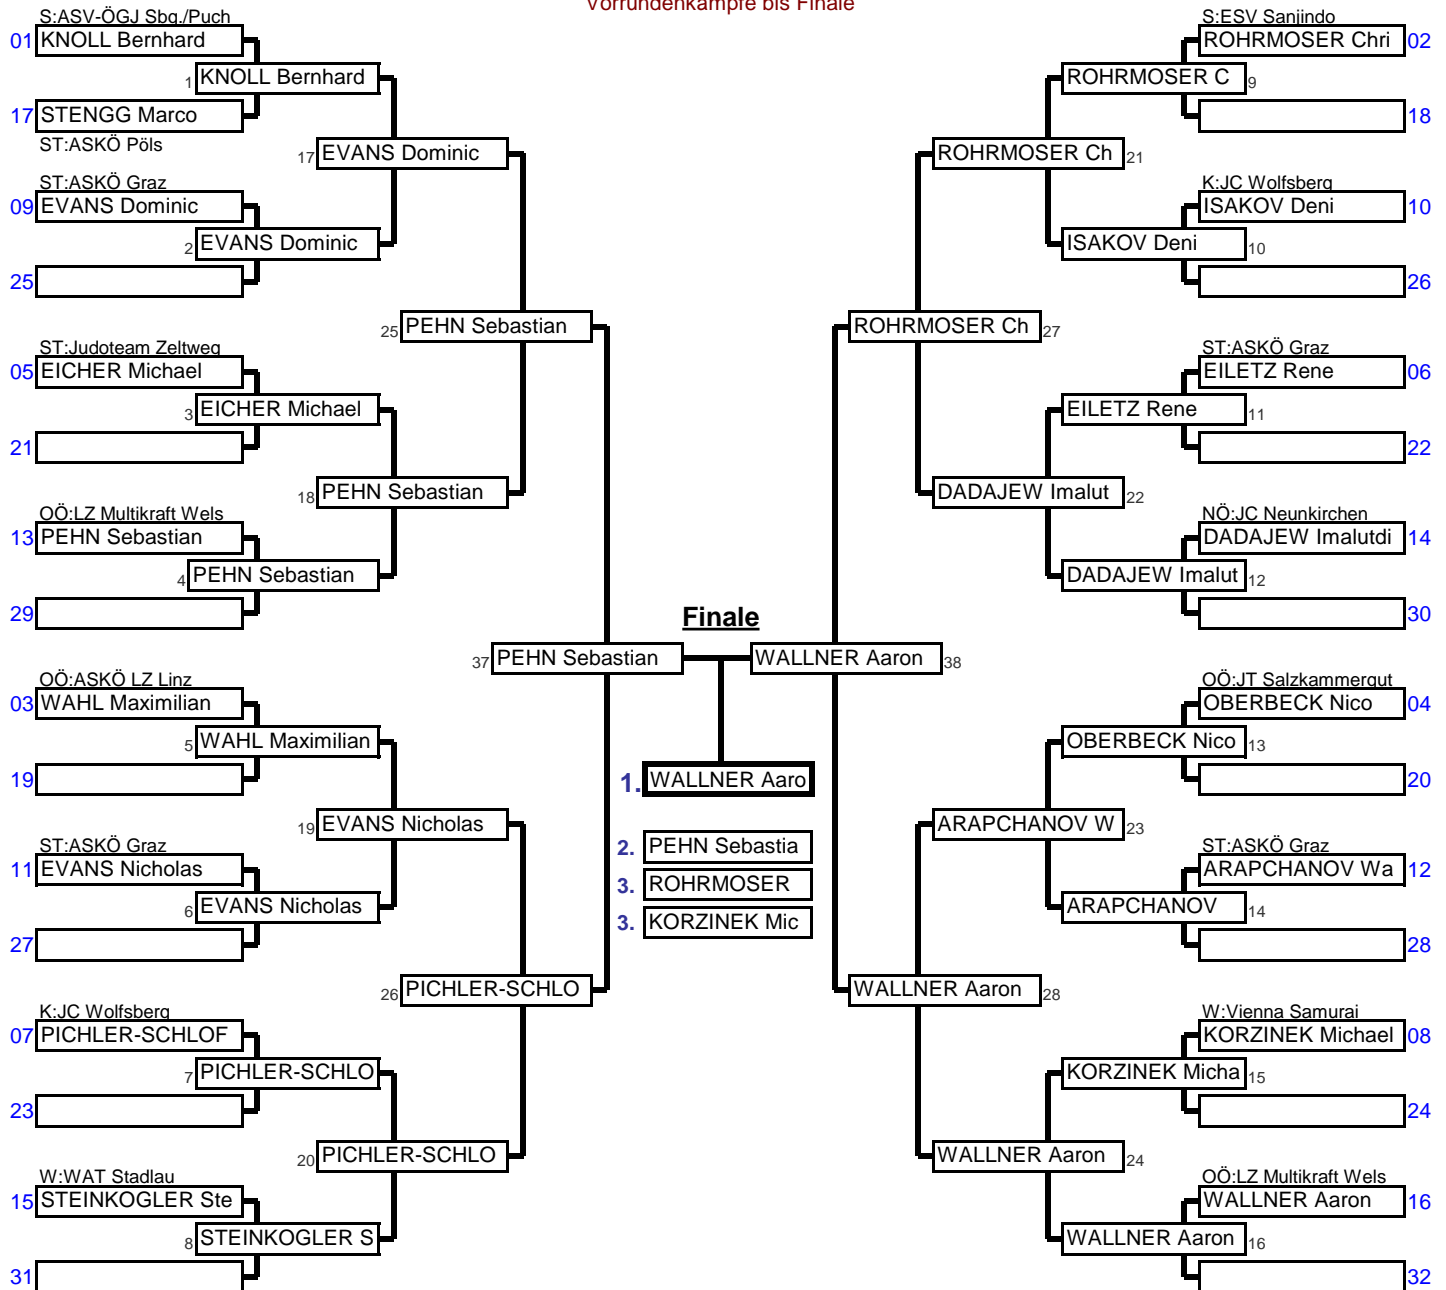 Vorrundenkämpfe bis Finale
S:ASV-ÖGJ Sbg./Puch
01 KNOLL Bernhard
1 KNOLL Bernhard
17 STENGG Marco
ST:ASKÖ Pöls
17 EVANS Dominic
ST:ASKÖ Graz
09 EVANS Dominic
2 EVANS Dominic
25
25 PEHN Sebastian
ST:Judoteam Zeltweg
05 EICHER Michael
3 EICHER Michael
21
18 PEHN Sebastian
OÖ:LZ Multikraft Wels
13 PEHN Sebastian
4 PEHN Sebastian
29
37 PEHN Sebastian
OÖ:ASKÖ LZ Linz
03 WAHL Maximilian
5 WAHL Maximilian
19
19 EVANS Nicholas
ST:ASKÖ Graz
11 EVANS Nicholas
6 EVANS Nicholas
27
26 PICHLER-SCHLO
K:JC Wolfsberg
07 PICHLER-SCHLOF
7 PICHLER-SCHLO
23
20 PICHLER-SCHLO
W:WAT Stadlau
15 STEINKOGLER Ste
8 STEINKOGLER S
31
Finale
1. WALLNER Aaro
2. PEHN Sebastia
3. ROHRMOSER
3. KORZINEK Mic
S:ESV Sanjindo
ROHRMOSER Chri 02
ROHRMOSER C 9
18
ROHRMOSER Ch 21
K:JC Wolfsberg
ISAKOV Deni 10
ISAKOV Deni 10
26
ROHRMOSER Ch 27
ST:ASKÖ Graz
EILETZ Rene 06
EILETZ Rene 11
22
DADAJEW Imalut 22
NÖ:JC Neunkirchen
DADAJEW Imalutdi 14
DADAJEW Imalut 12
30
WALLNER Aaron 38
OÖ:JT Salzkammergut
OBERBECK Nico 04
OBERBECK Nico 13
20
ARAPCHANOV W 23
ST:ASKÖ Graz
ARAPCHANOV Wa 12
ARAPCHANOV 14
28
WALLNER Aaron 28
W:Vienna Samurai
KORZINEK Michael 08
KORZINEK Micha 15
24
WALLNER Aaron 24
OÖ:LZ Multikraft Wels
WALLNER Aaron 16
WALLNER Aaron 16
32